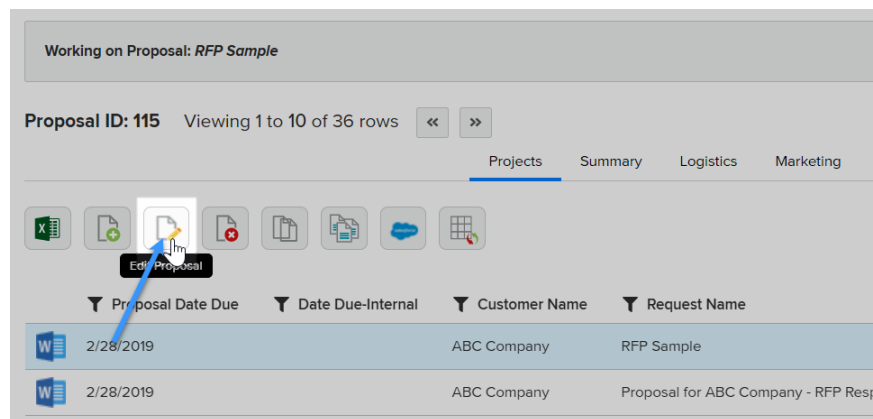 Working on Proposal: RFP Sample
Proposal ID: 115 Viewing 1 to 10 of 36 rows « »
Projects Summary Logistics Marketing
Edit Proposal
Proposal Date Due Date Due-Internal Customer Name Request Name
2/28/2019 ABC Company RFP Sample
2/28/2019 ABC Company Proposal for ABC Company - RFP Resp